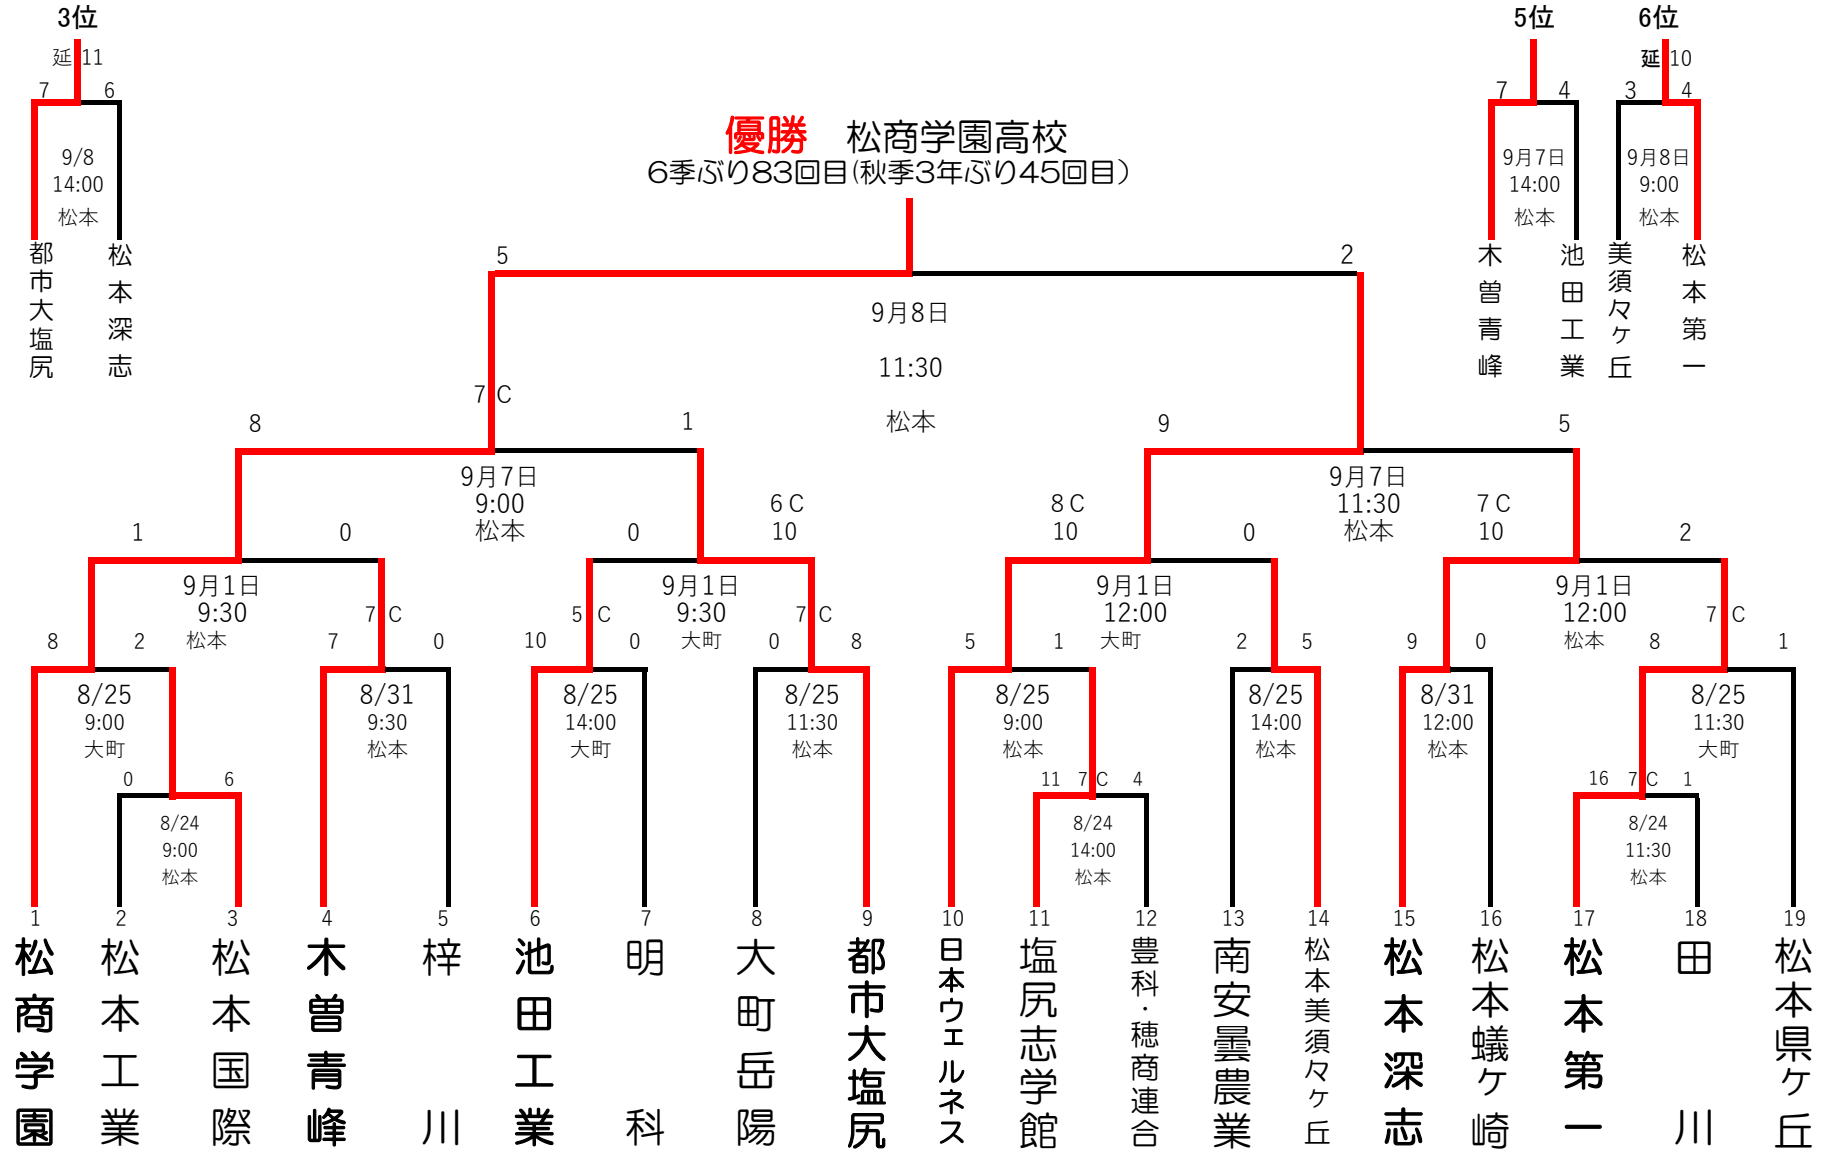 3位
延 11
7 6
9/8
14:00
松本
都市大塩尻
松本深志
5位
7 4
9月7日
14:00
松本
木曽青峰
池田工業
6位
延 10
3 4
9月8日
9:00
松本
美須々ヶ丘
松本第一
優勝 松商学園高校
6季ぶり83回目(秋季3年ぶり45回目)
5 2
9月8日
11:30
松本
7 C
8 1
9月7日
9:00
松本
9 5
9月7日
11:30
松本
1 0
9月1日
9:30
松本
6 C
0 10
9月1日
9:30
大町
8 C
10 0
9月1日
12:00
大町
7 C
10 2
9月1日
12:00
松本
8 2
8/25
9:00
大町
7 C
7 0
8/31
9:30
松本
5 C
10 0
8/25
14:00
大町
7 C
0 8
8/25
11:30
松本
5 1
8/25
9:00
松本
2 5
8/25
14:00
松本
9 0
8/31
12:00
松本
7 C
8 1
8/25
11:30
大町
0 6
8/24
9:00
松本
11 7 C 4
8/24
14:00
松本
16 7 C 1
8/24
11:30
松本
1 2 3 4 5 6 7 8 9 10 11 12 13 14 15 16 17 18 19
松商学園
松本工業
松本国際
木曽青峰
梓川
池田工業
明科
大町岳陽
都市大塩尻
日本ウェルネス
塩尻志学館
豊科・穂商連合
南安曇農業
松本美須々ヶ丘
松本深志
松本蟻ヶ崎
松本第一
田川
松本県ヶ丘